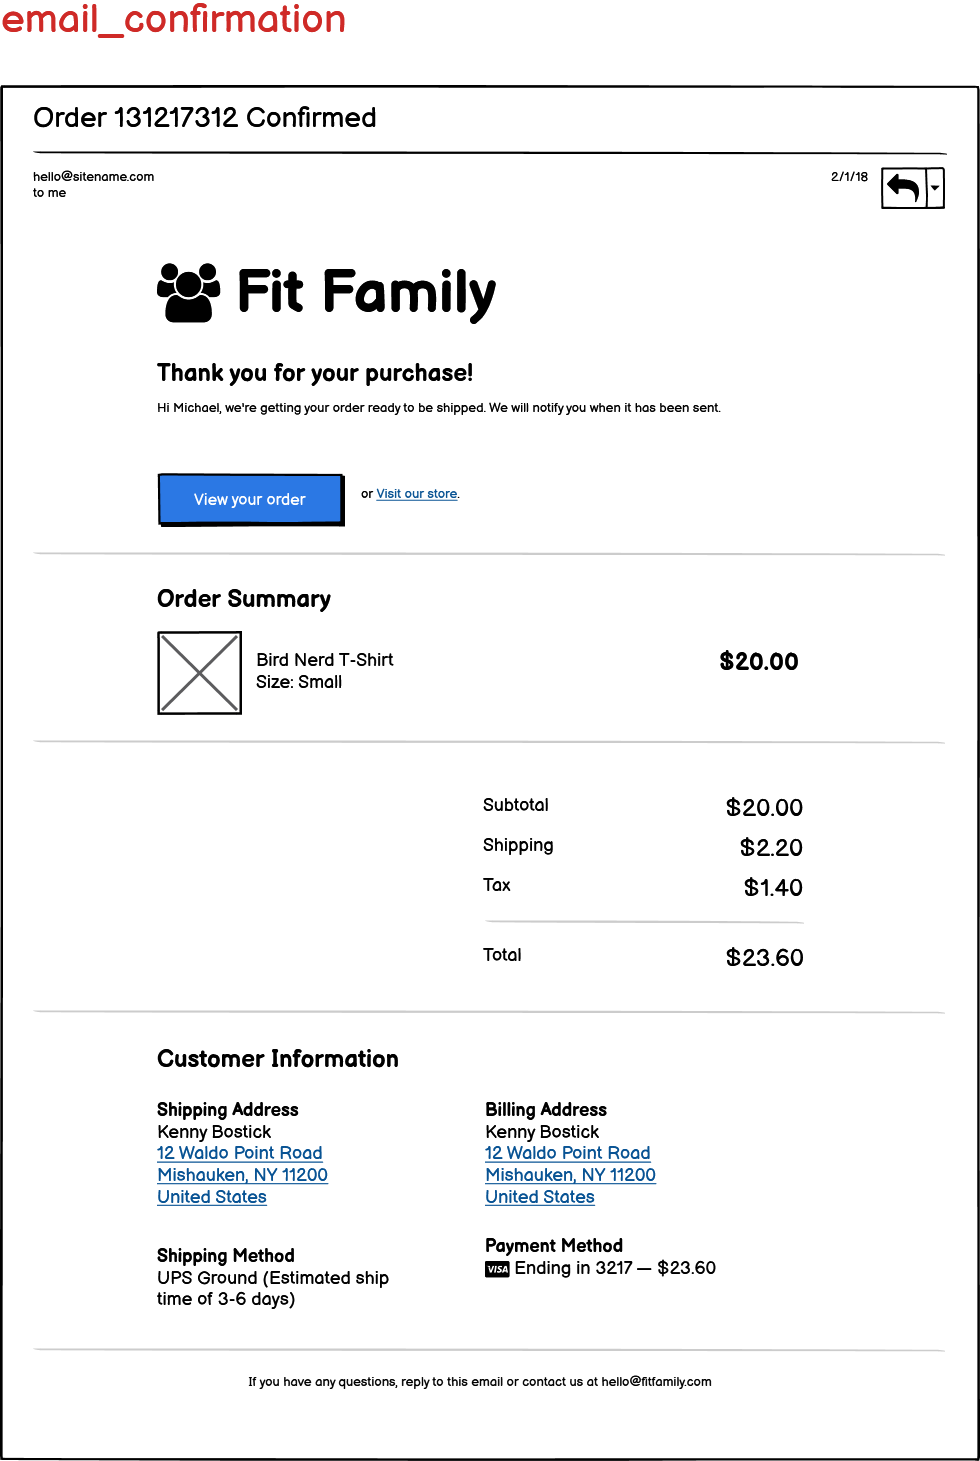 email_confirmation
Order 131217312 Confirmed
hello@sitename.com
to me
2/1/18
Fit Family
Thank you for your purchase!
Hi Michael, we're getting your order ready to be shipped. We will notify you when it has been sent.
View your order
or Visit our store.
Order Summary
Bird Nerd T-Shirt
Size: Small
$20.00
Subtotal $20.00
Shipping $2.20
Tax $1.40
Total $23.60
Customer Information
Shipping Address
Kenny Bostick
12 Waldo Point Road
Mishauken, NY 11200
United States
Billing Address
Kenny Bostick
12 Waldo Point Road
Mishauken, NY 11200
United States
Shipping Method
UPS Ground (Estimated ship
time of 3-6 days)
Payment Method
VISA Ending in 3217 — $23.60
If you have any questions, reply to this email or contact us at hello@fitfamily.com